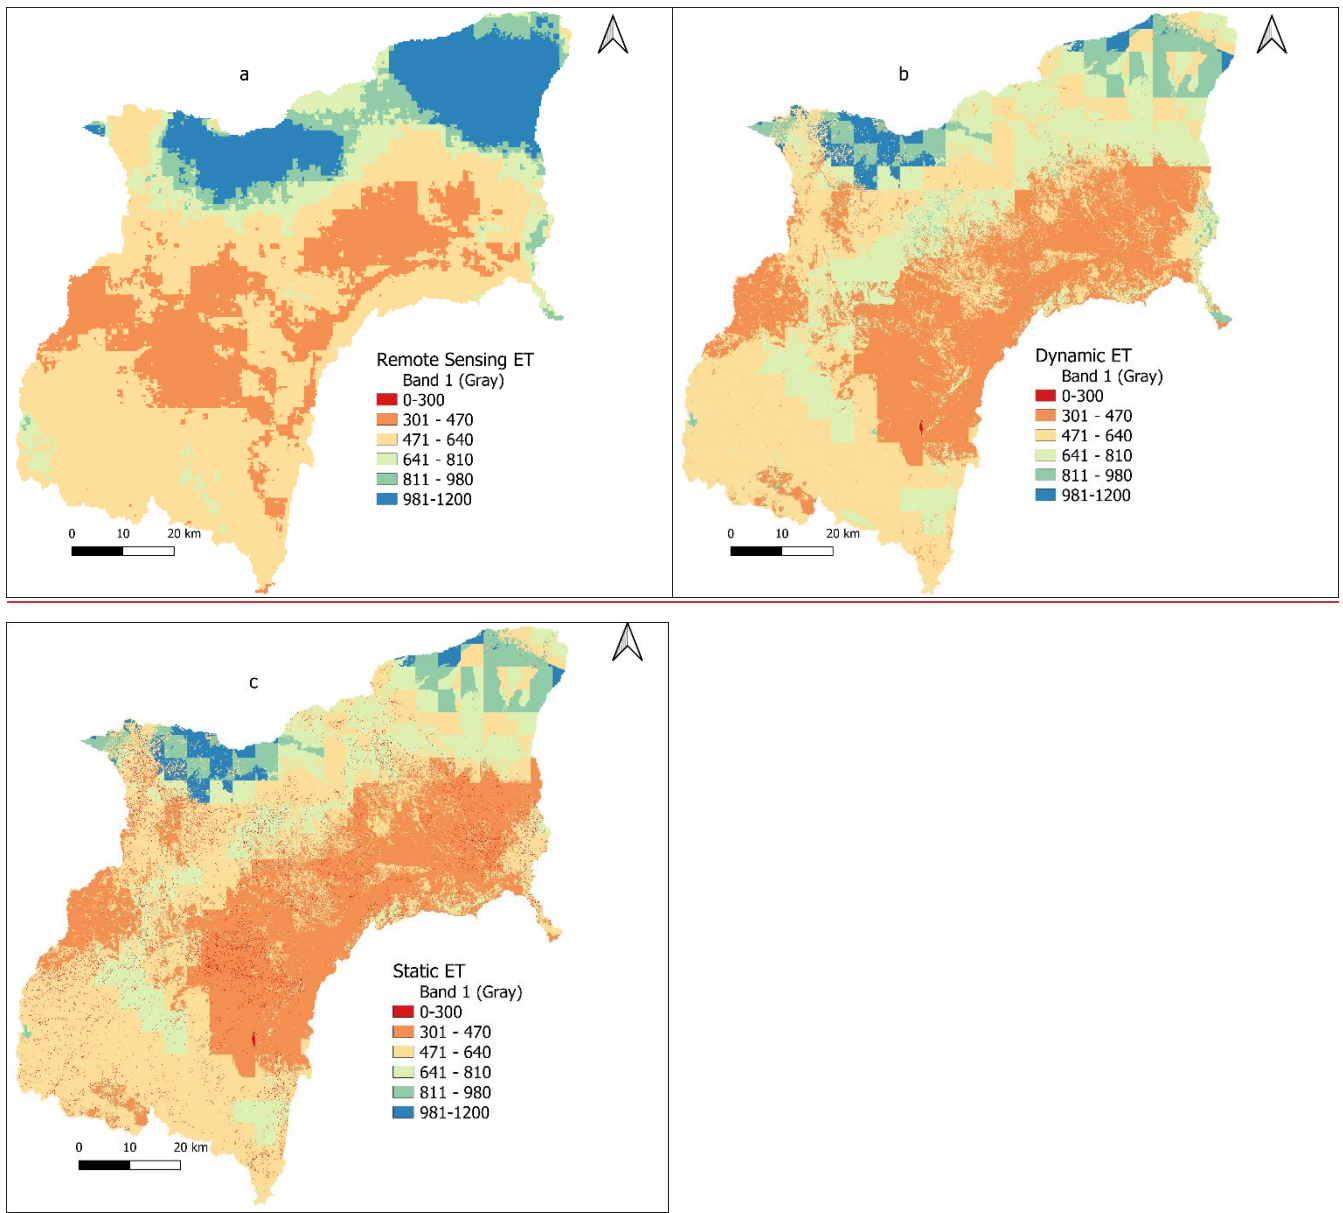 a
Remote Sensing ET
Band 1 (Gray)
0-300
301 - 470
471 - 640
641 - 810
811 - 980
981-1200
0 10 20 km
b
Dynamic ET
Band 1 (Gray)
0-300
301 - 470
471 - 640
641 - 810
811 - 980
981-1200
0 10 20 km
c
Static ET
Band 1 (Gray)
0-300
301 - 470
471 - 640
641 - 810
811 - 980
981-1200
0 10 20 km